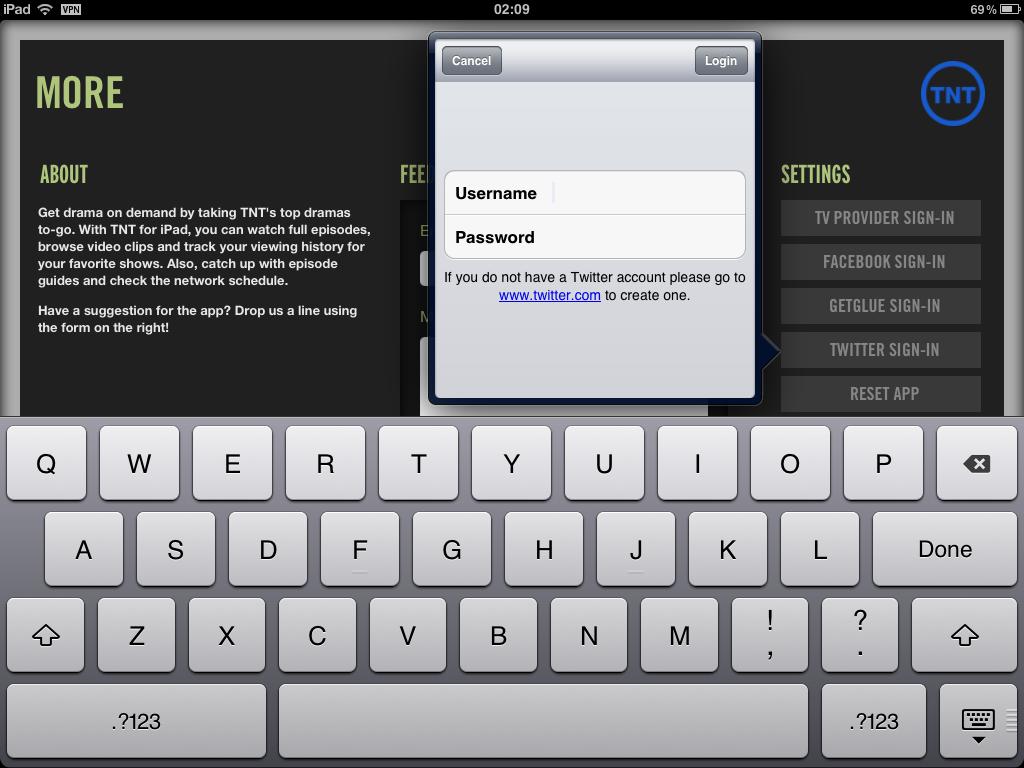 iPad VPN 02:09 69%
Cancel Login
MORE
TNT
ABOUT
Get drama on demand by taking TNT's top dramas
to-go. With TNT for iPad, you can watch full episodes,
browse video clips and track your viewing history for
your favorite shows. Also, catch up with episode
guides and check the network schedule.
Have a suggestion for the app? Drop us a line using
the form on the right!
FEE
E
M
Username
Password
If you do not have a Twitter account please go to
www.twitter.com to create one.
SETTINGS
TV PROVIDER SIGN-IN
FACEBOOK SIGN-IN
GETGLUE SIGN-IN
TWITTER SIGN-IN
RESET APP
Q W E R T Y U I O P
A S D F G H J K L Done
Z X C V B N M ! , ? .
.?123 .?123